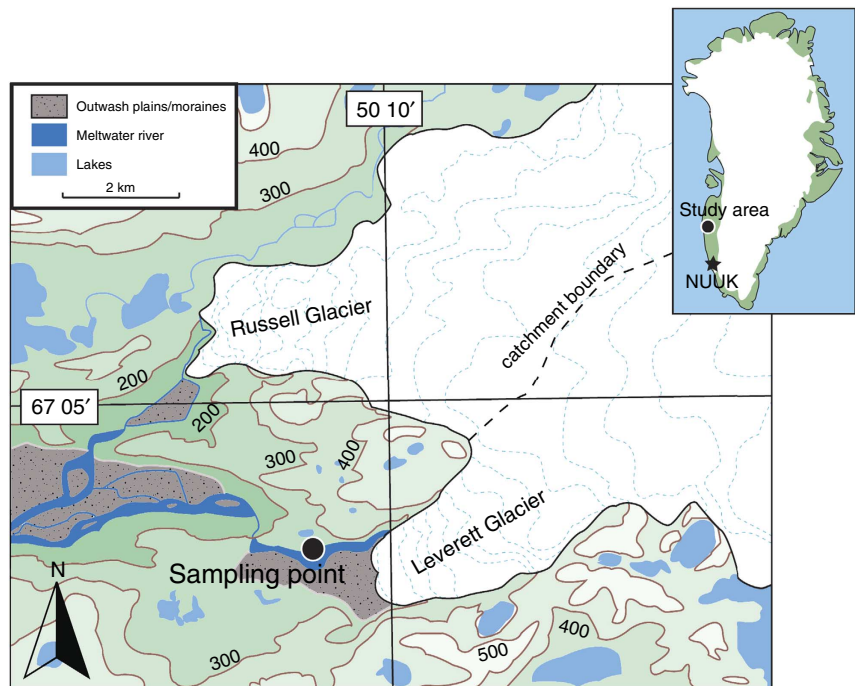 Outwash plains/moraines
Meltwater river
Lakes
2 km
50 10′
400
300
Study area
NUUK
catchment boundary
Russell Glacier
200
67 05′
200
300
400
Leverett Glacier
Sampling point
N
300
400
500